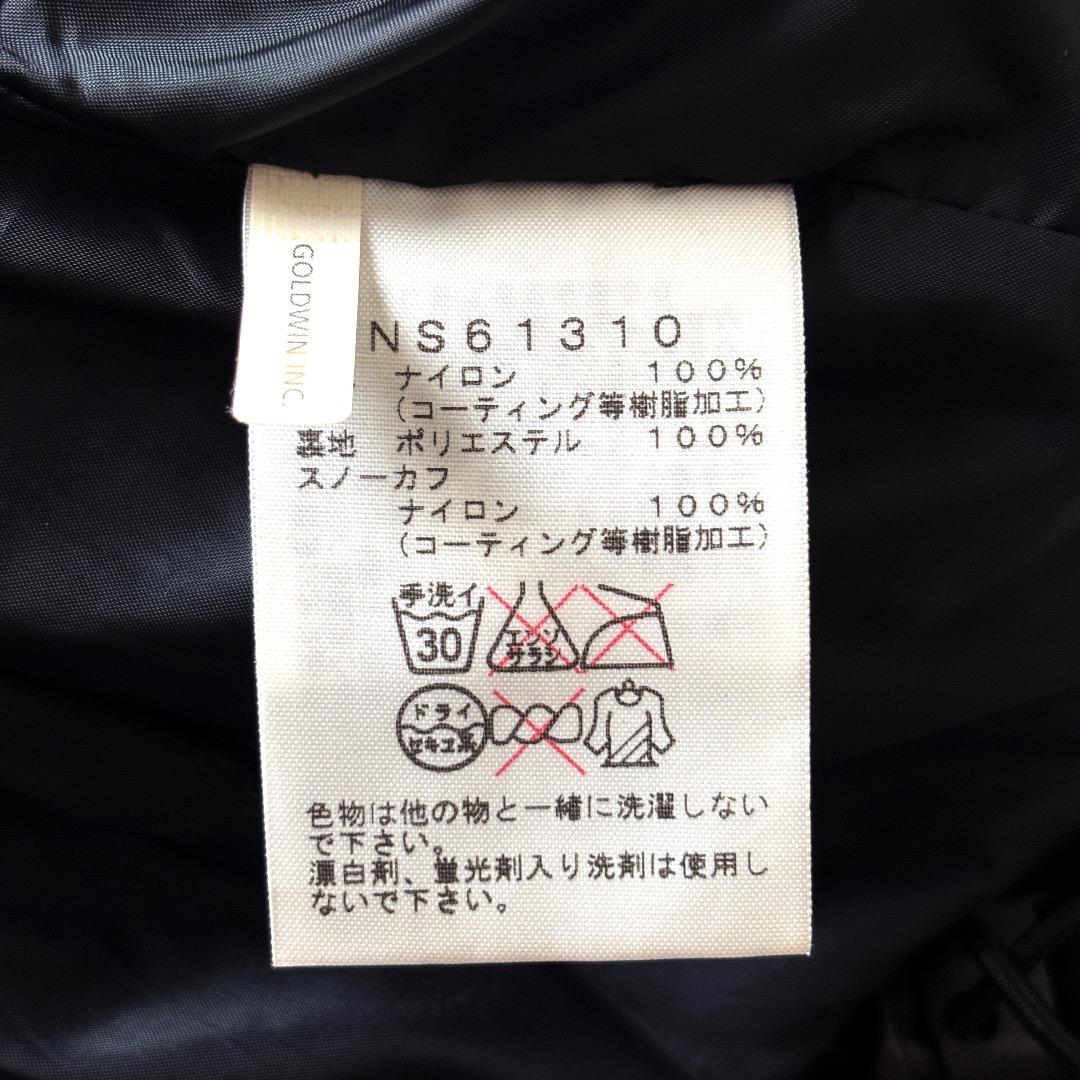 GOLDWIN INC.
NS61310
ナイロン 100%
(コーティング等樹脂加工)
裏地 ポリエステル 100%
スノーカフ
ナイロン 100%
(コーティング等樹脂加工)
手洗イ
30
エンソ
サラシ
ドライ
セキユ系
色物は他の物と一緒に洗濯しない
で下さい。
漂白剤、蛍光剤入り洗剤は使用し
ないで下さい。